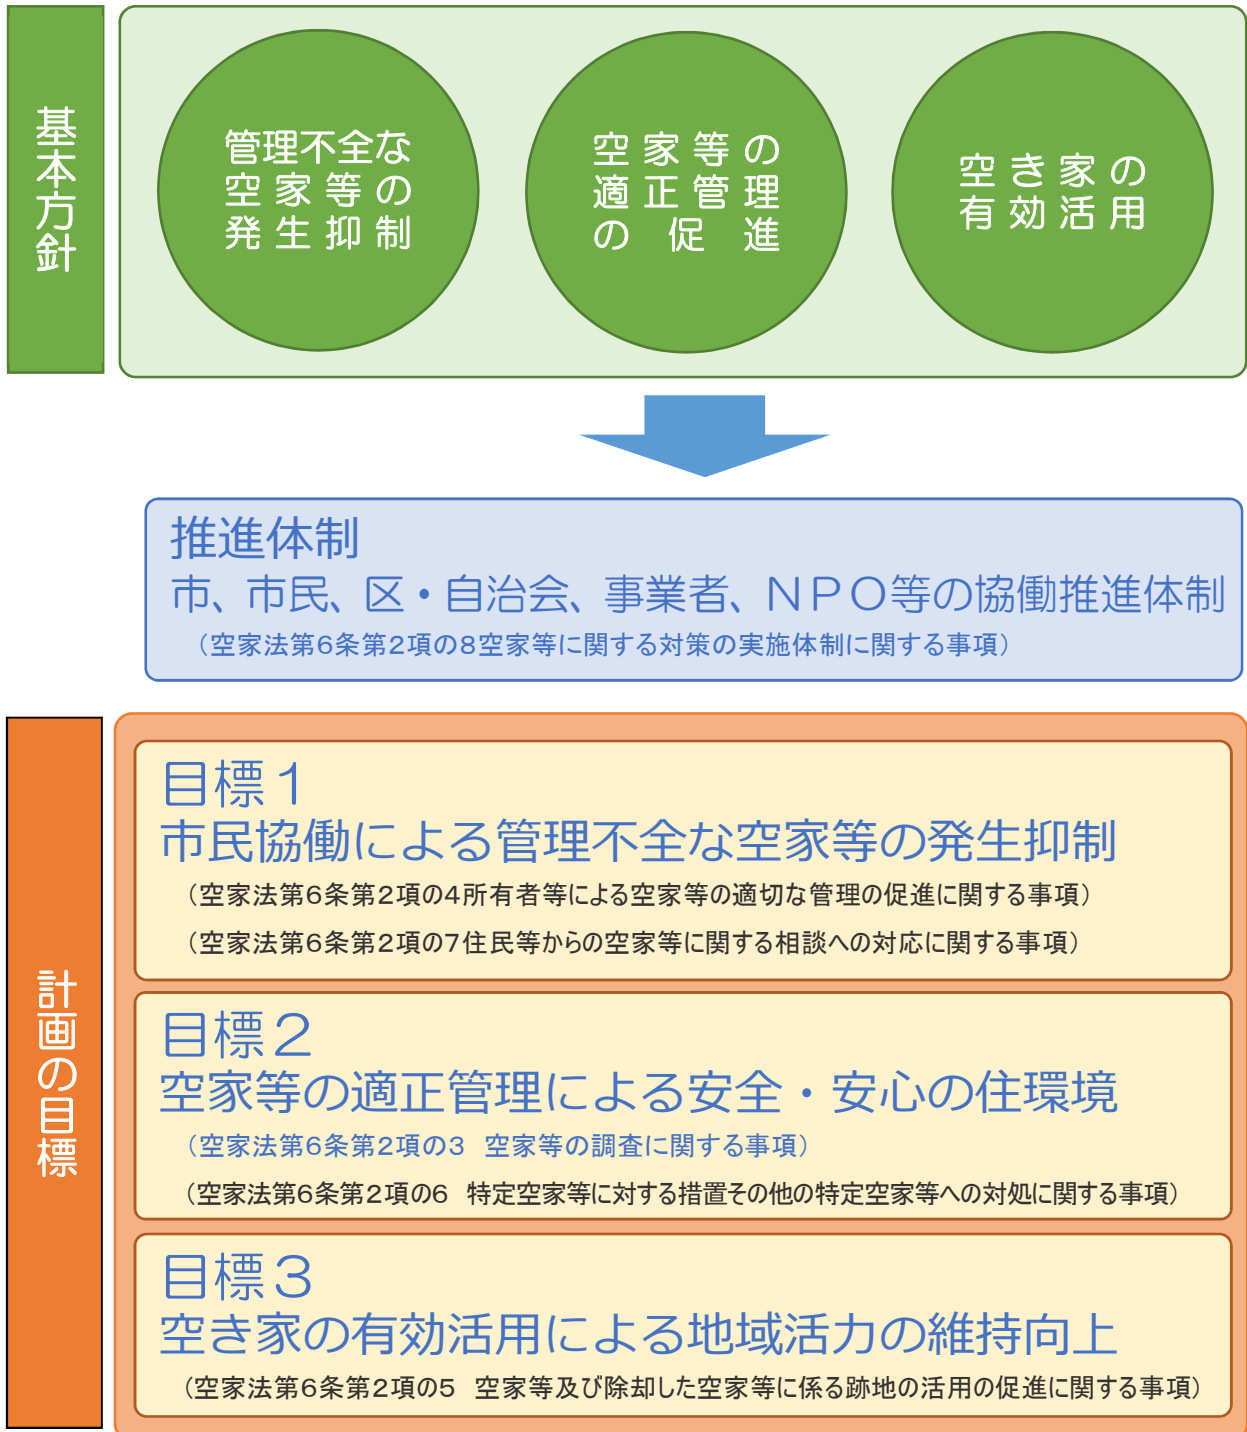 基本方針
管理不全な
空家等の
発生抑制
空家等の
適正管理
の促進
空き家の
有効活用
推進体制
市、市民、区・自治会、事業者、NPO等の協働推進体制
（空家法第6条第2項の8空家等に関する対策の実施体制に関する事項）
計画の目標
目標1
市民協働による管理不全な空家等の発生抑制
（空家法第6条第2項の4所有者等による空家等の適切な管理の促進に関する事項）
（空家法第6条第2項の7住民等からの空家等に関する相談への対応に関する事項）
目標2
空家等の適正管理による安全・安心の住環境
（空家法第6条第2項の3　空家等の調査に関する事項）
（空家法第6条第2項の6　特定空家等に対する措置その他の特定空家等への対処に関する事項）
目標3
空き家の有効活用による地域活力の維持向上
（空家法第6条第2項の5　空家等及び除却した空家等に係る跡地の活用の促進に関する事項）